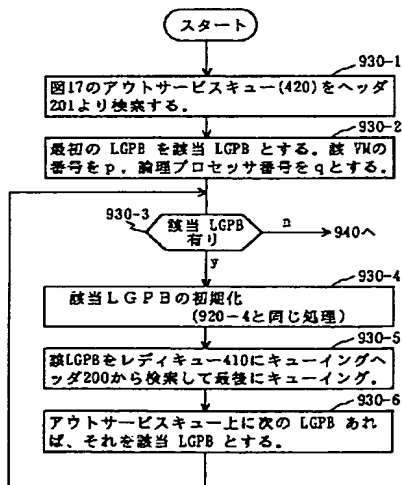 スタート
930-1
図17のアウトサービスキュー(420)をヘッダ
201より検索する。
930-2
最初の LGPB を該当 LGPB とする。該 VMの
番号をp、論理プロセッサ番号をqとする。
930-3
該当 LGPB
有り
n
940へ
y
930-4
該当LGPBの初期化
(920-4と同じ処理)
930-5
該LGPBをレディキュー410にキューイングヘ
ッダ200から検索して最後にキューイング。
930-6
アウトサービスキュー上に次の LGPB あれ
ば、それを該当 LGPB とする。